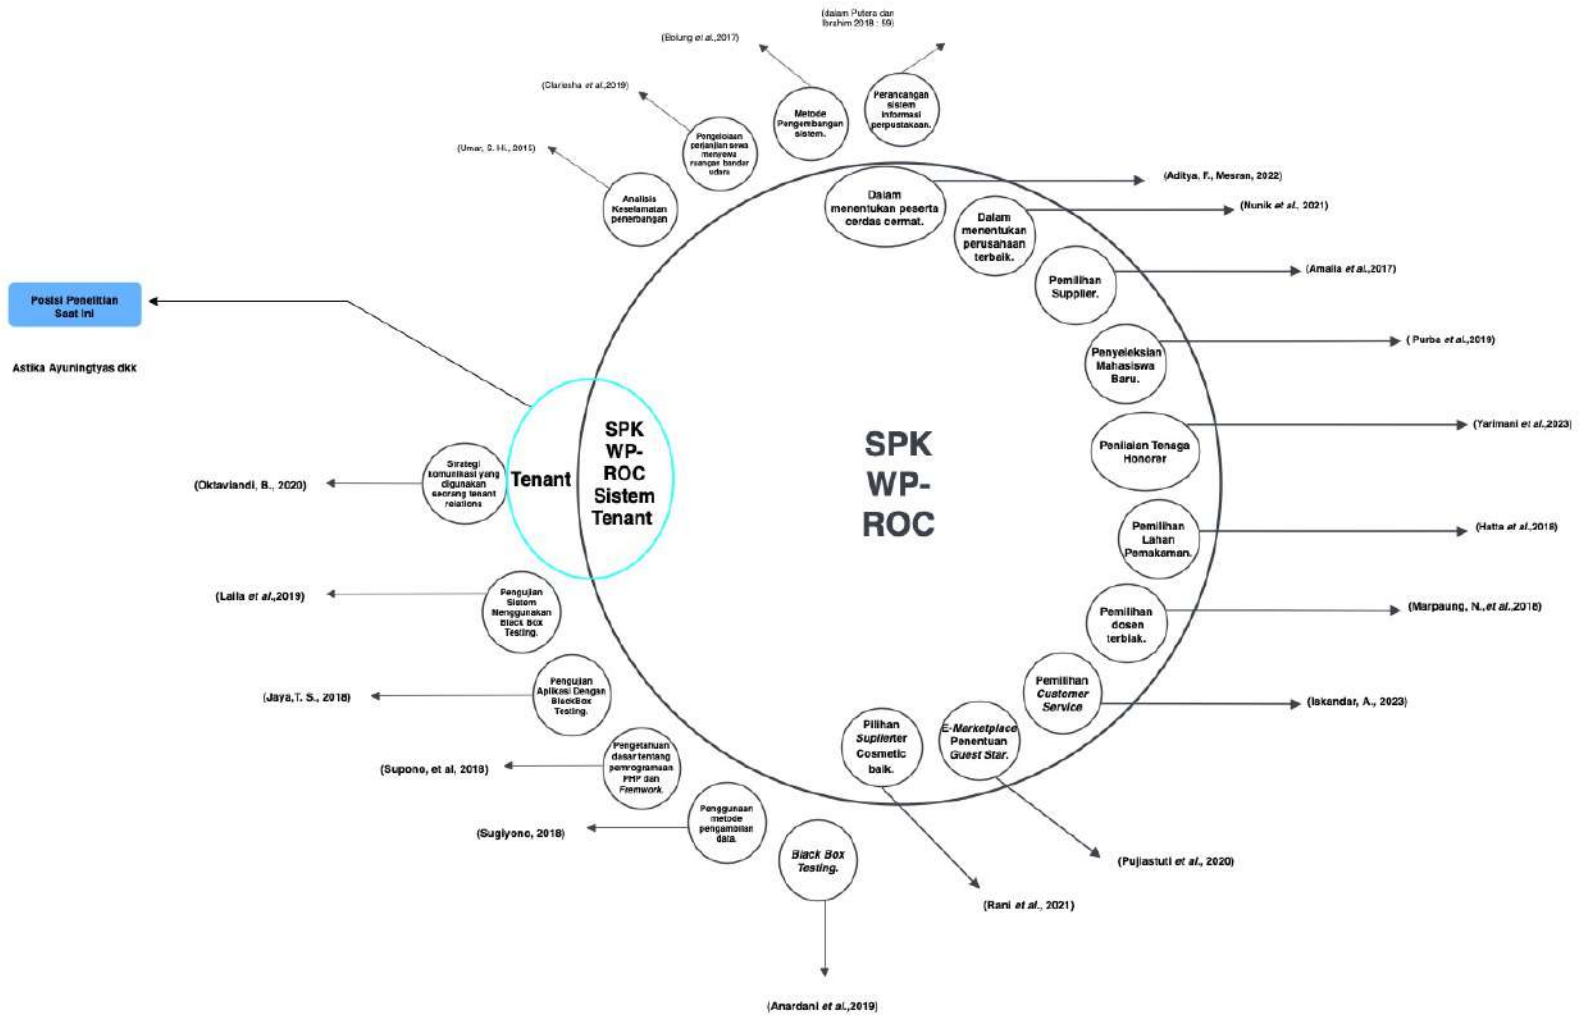 (dalam Putera dan
Ibrahim 2018 : 59)
(Bolung et al.,2017)
Perancangan
sistem
informasi
perpustakaan.
(Clariesha et al.,2019)
Metode
Pengembangan
sistem.
Pengelolaan
perjanjian sewa
menyewa
ruangan bandar
udara
(Umar, S. Hi., 2015)
Analisis
Keselamatan
penerbangan
Dalam
menentukan peserta
cerdas cermat.
(Aditya, F., Mesran, 2022)
Dalam
menentukan
perusahaan
terbaik.
(Nunik et al., 2021)
Pemilihan
Supplier.
(Amalia et al.,2017)
Posisi Penelitian
Saat Ini
Astika Ayuningtyas dkk
Penyeleksian
Mahasiswa
Baru.
( Purba et al.,2019)
Penilaian Tenaga
Honorer
(Yarimani et al.,2023)
SPK
WP-
ROC
Sistem
Tenant
Tenant
SPK
WP-
ROC
Strategi
komunikasi yang
digunakan
seorang tenant
relations
(Oktaviandi, B., 2020)
Pemilihan
Lahan
Pemakaman.
(Hatta et al.,2018)
Pengujian
Sistem
Menggunakan
Black Box
Testing.
(Laila et al.,2019)
Pemilihan
dosen
terbiak.
(Marpaung, N.,et al.,2018)
Pengujian
Aplikasi Dengan
BlackBox
Testing.
(Jaya,T. S., 2018)
Pemilihan
Customer
Service
(Iskandar, A., 2023)
Pilihan
Suplierter
Cosmetic
baik.
E-Marketplace
Penentuan
Guest Star.
Pengetahuan
dasar tentang
pemrogramaan
PHP dan
Fremwork.
(Supono, et al, 2018)
Penggunaan
metode
pengambilan
data.
(Sugiyono, 2018)
Black Box
Testing.
(Pujiastuti et al., 2020)
(Rani et al., 2021)
(Anardani et al.,2019)